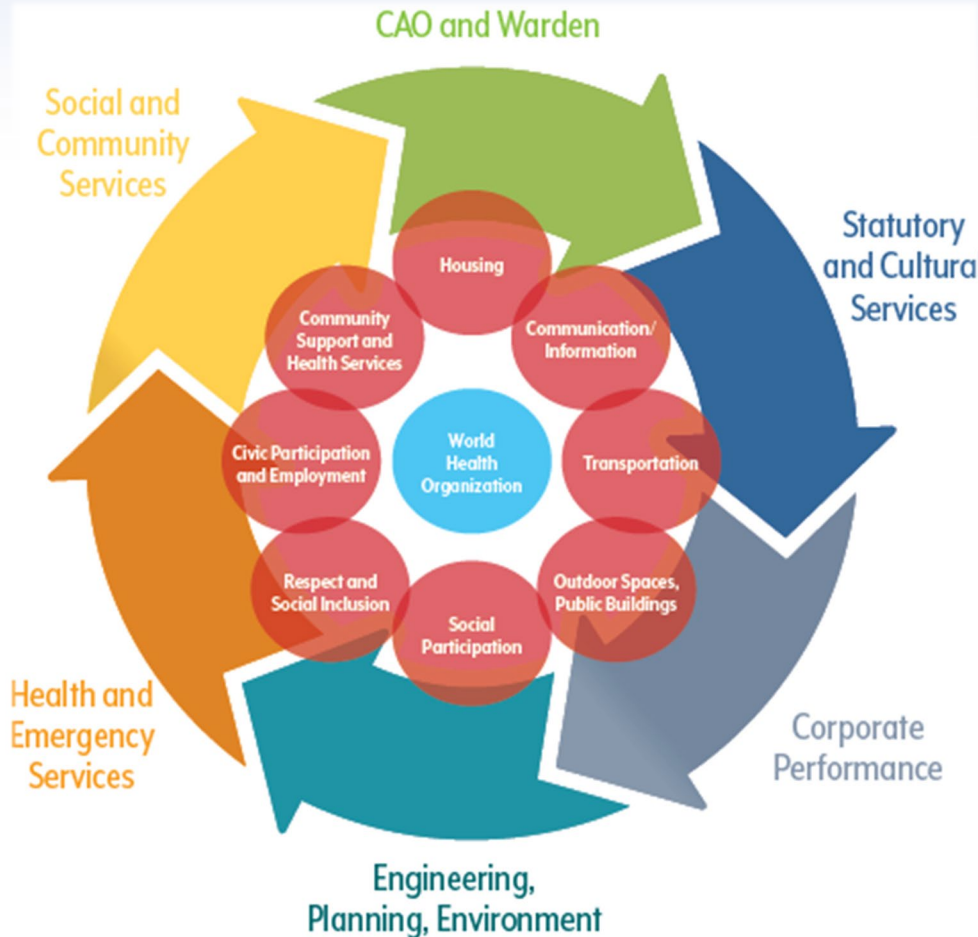 CAO and Warden
Social and
Community
Services
Statutory
and Cultura
Services
Housing
Community
Support and
Health Services
Communication/
Information
Civic Participation
and Employment
World
Health
Organization
Transportation
Respect and
Social Inclusion
Social
Participation
Outdoor Spaces,
Public Buildings
Health and
Emergency
Services
Corporate
Performance
Engineering,
Planning, Environment